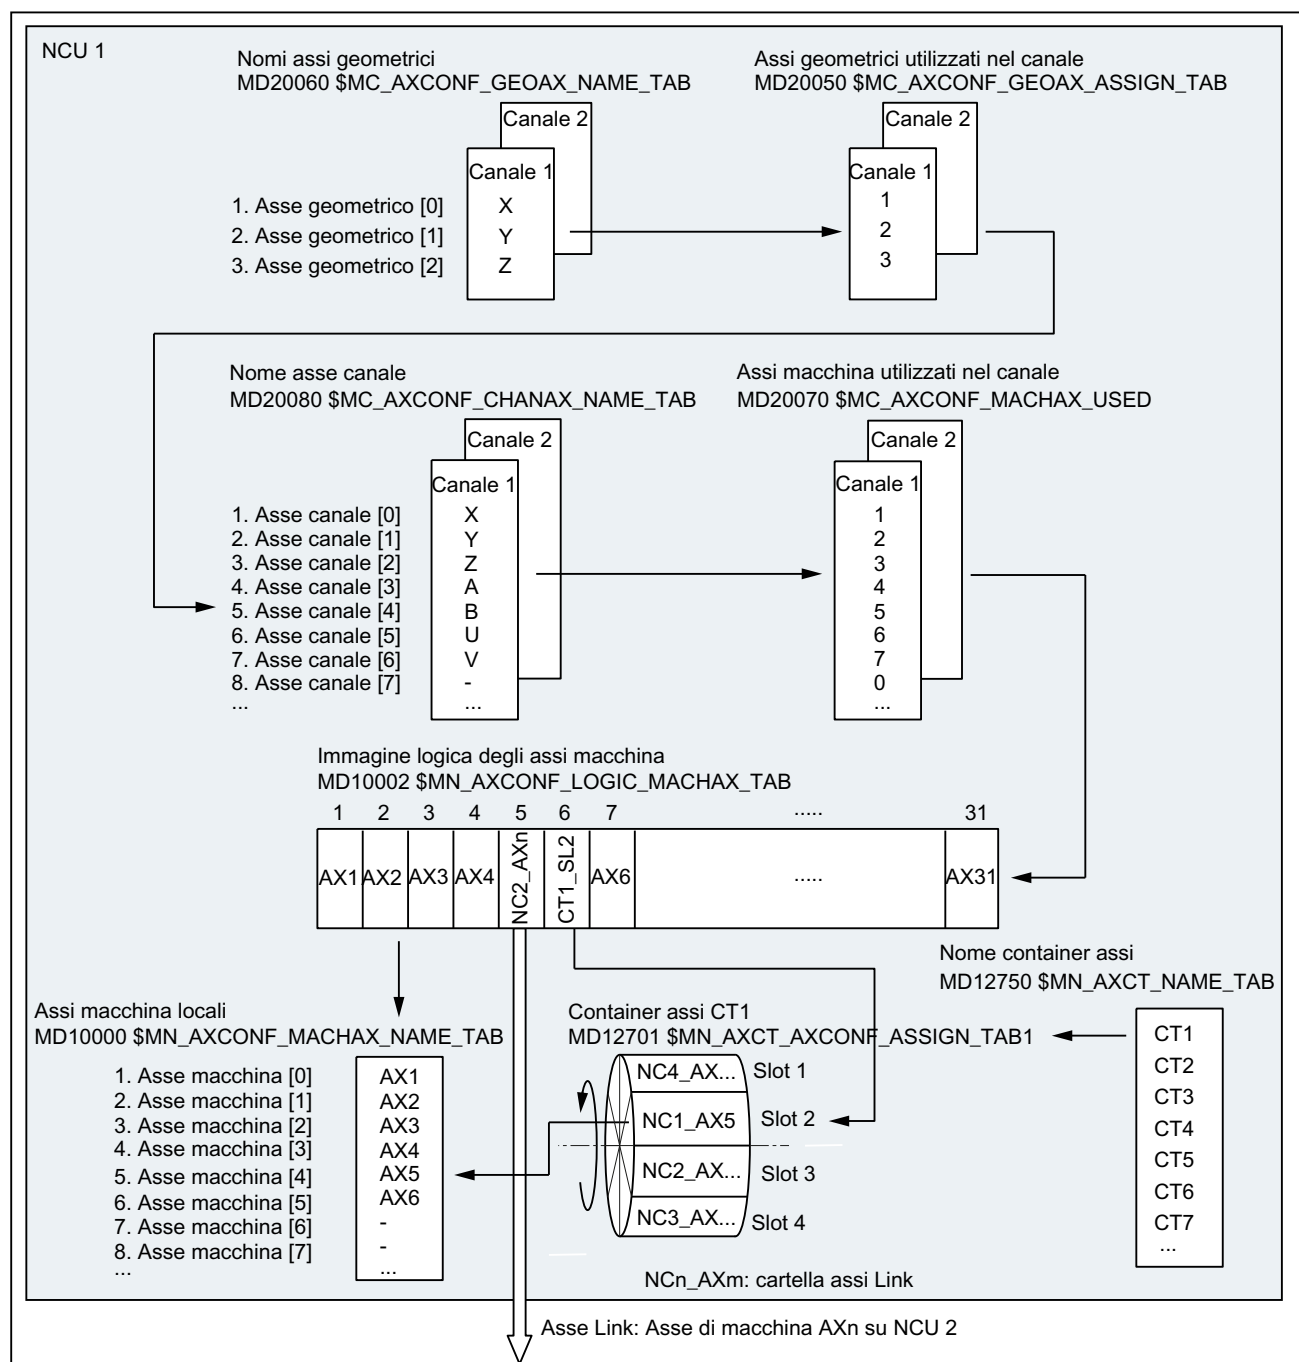 NCU 1
Nomi assi geometrici
MD20060 $MC_AXCONF_GEOAX_NAME_TAB
Assi geometrici utilizzati nel canale
MD20050 $MC_AXCONF_GEOAX_ASSIGN_TAB
Canale 2
Canale 1
1. Asse geometrico [0] X
2. Asse geometrico [1] Y
3. Asse geometrico [2] Z
Canale 2
Canale 1
1
2
3
Nome asse canale
MD20080 $MC_AXCONF_CHANAX_NAME_TAB
Assi macchina utilizzati nel canale
MD20070 $MC_AXCONF_MACHAX_USED
Canale 2
Canale 1
1. Asse canale [0] X
2. Asse canale [1] Y
3. Asse canale [2] Z
4. Asse canale [3] A
5. Asse canale [4] B
6. Asse canale [5] U
7. Asse canale [6] V
8. Asse canale [7] -
... ...
Canale 2
Canale 1
1
2
3
4
5
6
7
0
...
Immagine logica degli assi macchina
MD10002 $MN_AXCONF_LOGIC_MACHAX_TAB
1 2 3 4 5 6 7 ..... 31
AX1 AX2 AX3 AX4 NC2_AXn CT1_SL2 AX6 ..... AX31
Nome container assi
MD12750 $MN_AXCT_NAME_TAB
CT1
CT2
CT3
CT4
CT5
CT6
CT7
...
Assi macchina locali
MD10000 $MN_AXCONF_MACHAX_NAME_TAB
1. Asse macchina [0] AX1
2. Asse macchina [1] AX2
3. Asse macchina [2] AX3
4. Asse macchina [3] AX4
5. Asse macchina [4] AX5
6. Asse macchina [5] AX6
7. Asse macchina [6] -
8. Asse macchina [7] -
... ...
Container assi CT1
MD12701 $MN_AXCT_AXCONF_ASSIGN_TAB1
NC4_AX... Slot 1
NC1_AX5 Slot 2
NC2_AX... Slot 3
NC3_AX... Slot 4
NCn_AXm: cartella assi Link
Asse Link: Asse di macchina AXn su NCU 2